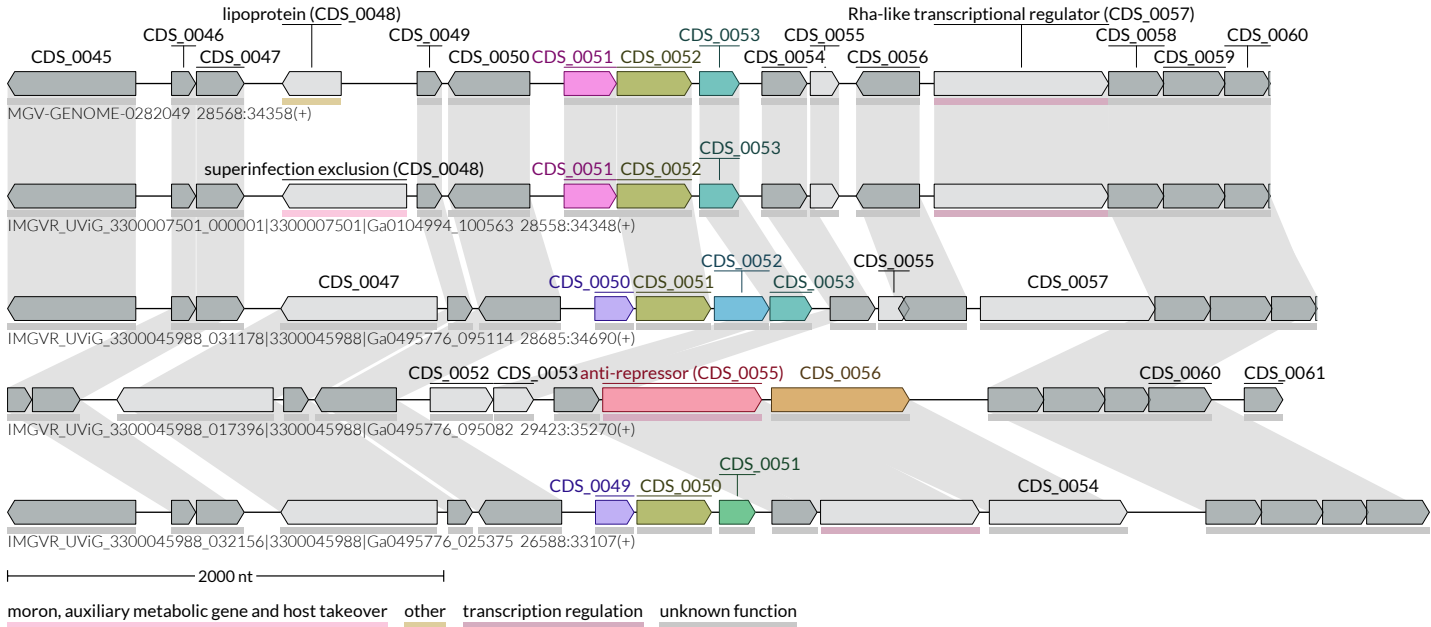 lipoprotein (CDS_0048) Rha-like transcriptional regulator (CDS_0057)
CDS_0046 CDS_0049 CDS_0053 CDS_0055 CDS_0058 CDS_0060
CDS_0045 CDS_0047 CDS_0050 CDS_0051 CDS_0052 CDS_0054 CDS_0056 CDS_0059
MGV-GENOME-0282049 28568:34358(+)
CDS_0053
superinfection exclusion (CDS_0048) CDS_0051 CDS_0052
IMGVR_UViG_3300007501_000001|3300007501|Ga0104994_100563 28558:34348(+)
CDS_0052 CDS_0055
CDS_0047 CDS_0050 CDS_0051 CDS_0053 CDS_0057
IMGVR_UViG_3300045988_031178|3300045988|Ga0495776_095114 28685:34690(+)
CDS_0052 CDS_0053 anti-repressor (CDS_0055) CDS_0056 CDS_0060 CDS_0061
IMGVR_UViG_3300045988_017396|3300045988|Ga0495776_095082 29423:35270(+)
CDS_0051
CDS_0049 CDS_0050 CDS_0054
IMGVR_UViG_3300045988_032156|3300045988|Ga0495776_025375 26588:33107(+)
2000 nt
moron, auxiliary metabolic gene and host takeover other transcription regulation unknown function